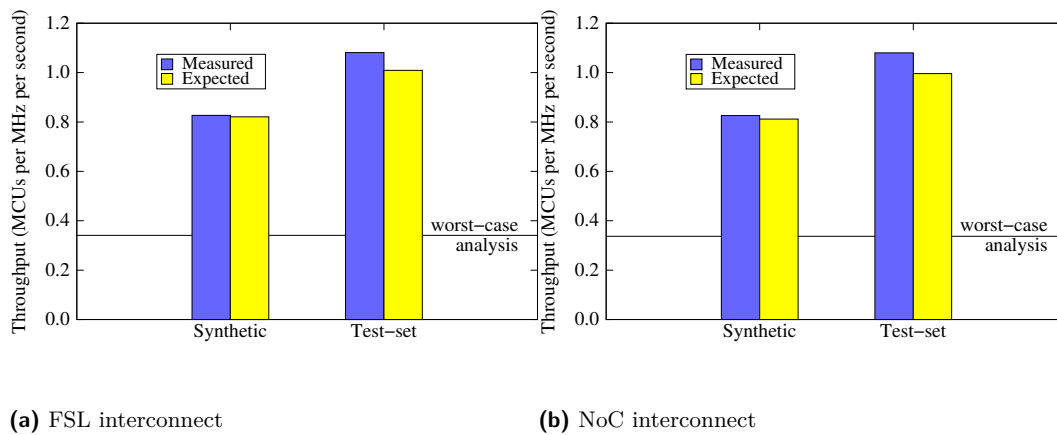 Throughput (MCUs per MHz per second)
1.2
1.0
0.8
0.6
0.4
0.2
0.0
Measured
Expected
worst−case
analysis
Synthetic
Test−set
(a) FSL interconnect
Throughput (MCUs per MHz per second)
1.2
1.0
0.8
0.6
0.4
0.2
0.0
Measured
Expected
worst−case
analysis
Synthetic
Test−set
(b) NoC interconnect